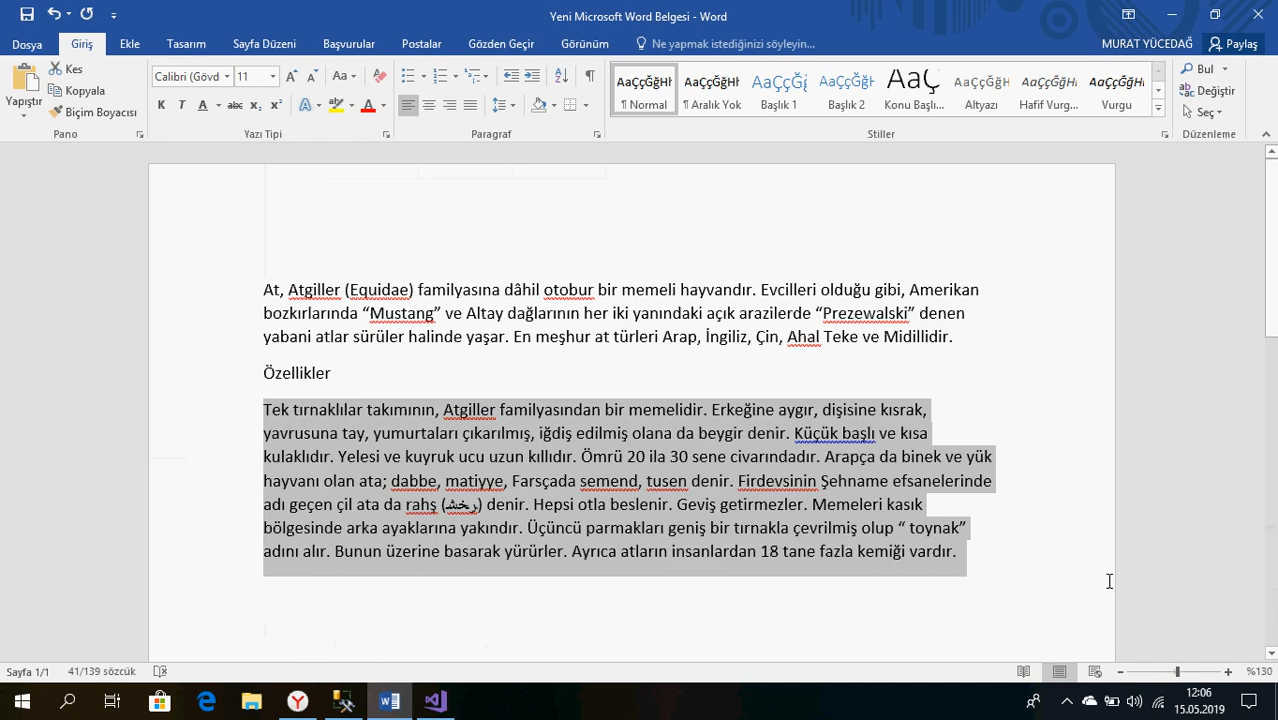 Yeni Microsoft Word Belgesi - Word
Dosya Giriş Ekle Tasarım Sayfa Düzeni Başvurular Postalar Gözden Geçir Görünüm Ne yapmak istediğinizi söyleyin... MURAT YÜCEDAĞ Paylaş
Yapıştır
Kes
Kopyala
Biçim Boyacısı
Pano
Calibri (Gövd 11
Aa
K T A abc x₂ x² A A
Yazı Tipi
Paragraf
AaÇçĞğHł AaÇçĞğHł AaÇçĞğ AaÇçĞğH AaÇ AaÇçĞğH AaÇçĞğHł AaÇçĞğHł
¶ Normal ¶ Aralık Yok Başlık 1 Başlık 2 Konu Başlı... Altyazı Hafif Vurg... Vurgu
Stiller
Bul
Değiştir
Seç
Düzenleme
At, Atgiller (Equidae) familyasına dâhil otobur bir memeli hayvandır. Evcilleri olduğu gibi, Amerikan
bozkırlarında “Mustang” ve Altay dağlarının her iki yanındaki açık arazilerde “Prezewalski” denen
yabani atlar sürüler halinde yaşar. En meşhur at türleri Arap, İngiliz, Çin, Ahal Teke ve Midillidir.
Özellikler
Tek tırnaklılar takımının, Atgiller familyasından bir memelidir. Erkeğine aygır, dişisine kısrak,
yavrusuna tay, yumurtaları çıkarılmış, iğdiş edilmiş olana da beygir denir. Küçük başlı ve kısa
kulaklıdır. Yelesi ve kuyruk ucu uzun kıllıdır. Ömrü 20 ila 30 sene civarındadır. Arapça da binek ve yük
hayvanı olan ata; dabbe, matiyye, Farsçada semend, tusen denir. Firdevsinin Şehname efsanelerinde
adı geçen çil ata da rahş (رخش) denir. Hepsi otla beslenir. Geviş getirmezler. Memeleri kasık
bölgesinde arka ayaklarına yakındır. Üçüncü parmakları geniş bir tırnakla çevrilmiş olup “ toynak”
adını alır. Bunun üzerine basarak yürürler. Ayrıca atların insanlardan 18 tane fazla kemiği vardır.
Sayfa 1/1 41/139 sözcük %130
12:06
15.05.2019